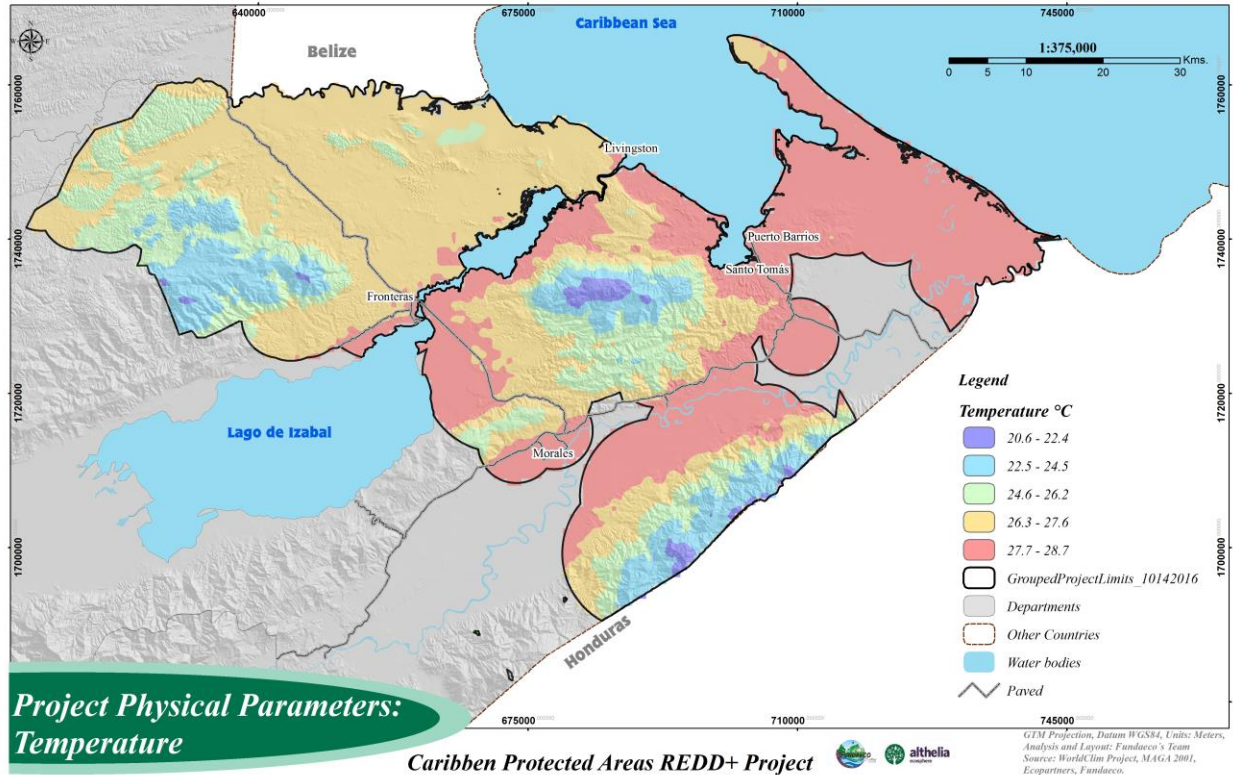 640000
675000
710000
745000
Caribbean Sea
Belize
1:375,000
Kms.
0 5 10 20 30
1760000
1760000
Livingston
1740000
1740000
Puerto Barrios
Santo Tomás
Fronteras
1720000
1720000
Lago de Izabal
Morales
1700000
1700000
Honduras
Legend
Temperature °C
20.6 - 22.4
22.5 - 24.5
24.6 - 26.2
26.3 - 27.6
27.7 - 28.7
GroupedProjectLimits_10142016
Departments
Other Countries
Water bodies
Paved
675000
710000
745000
Project Physical Parameters:
Temperature
Caribben Protected Areas REDD+ Project
althelia
GTM Projection, Datum WGS84, Units: Meters,
Analysis and Layout: Fundaeco's Team
Source: WorldClim Project, MAGA 2001,
Ecopartners, Fundaeco,